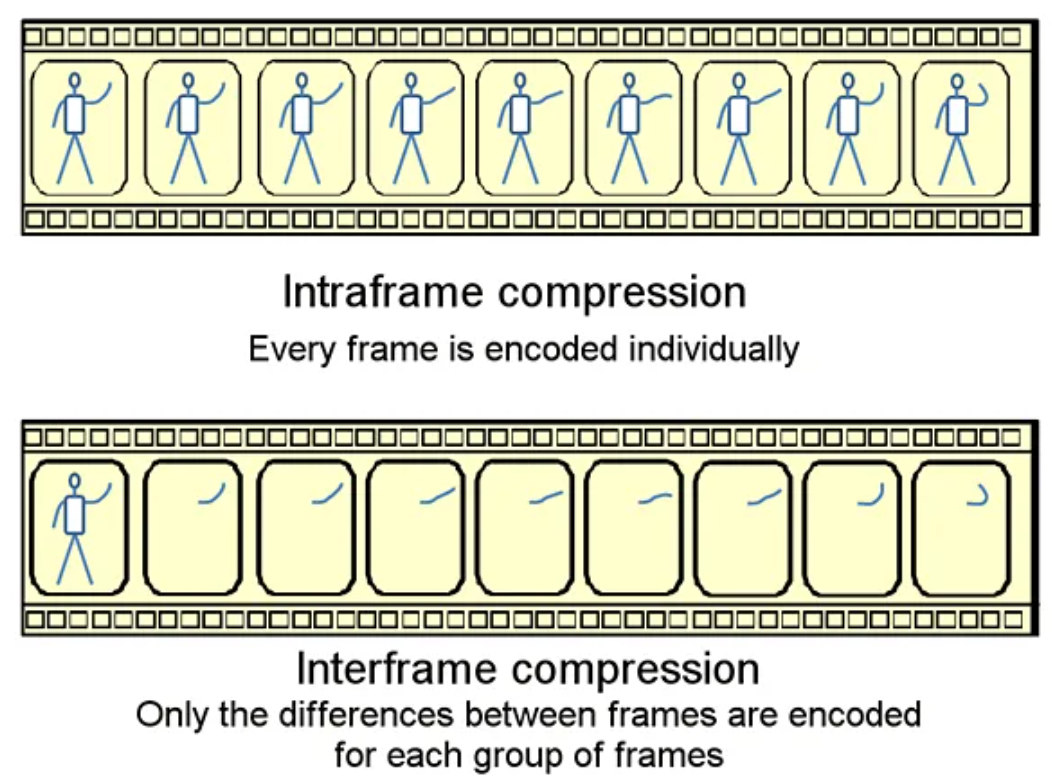 Intraframe compression
Every frame is encoded individually
Interframe compression
Only the differences between frames are encoded
for each group of frames